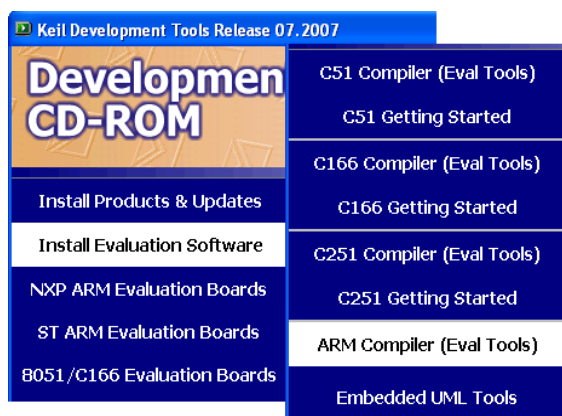 Keil Development Tools Release 07.2007
Developmen
CD-ROM
Install Products & Updates
Install Evaluation Software
NXP ARM Evaluation Boards
ST ARM Evaluation Boards
8051/C166 Evaluation Boards
C51 Compiler (Eval Tools)
C51 Getting Started
C166 Compiler (Eval Tools)
C166 Getting Started
C251 Compiler (Eval Tools)
C251 Getting Started
ARM Compiler (Eval Tools)
Embedded UML Tools